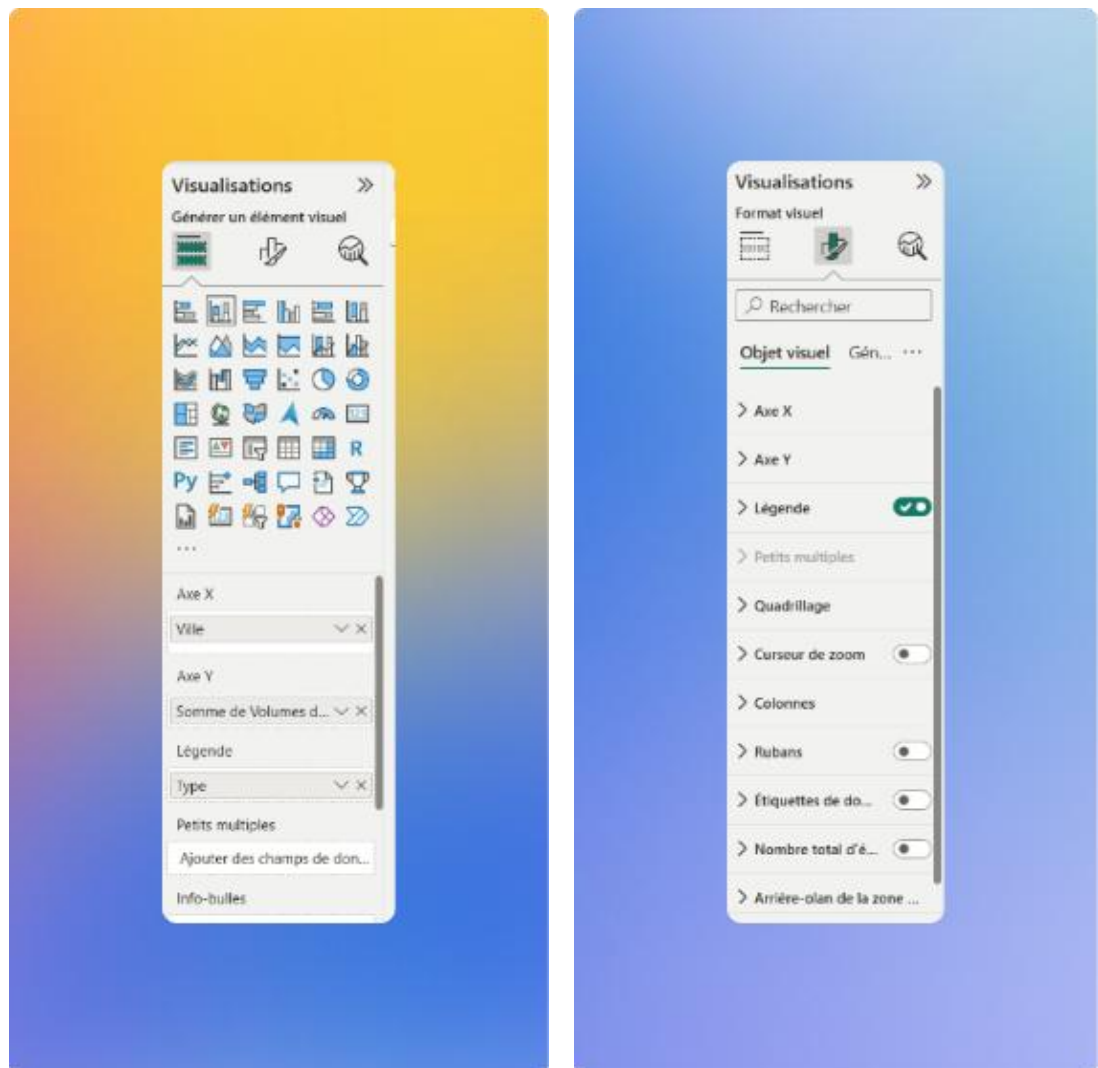 Visualisations
Générer un élément visuel
R
Py
...
Axe X
Ville
Axe Y
Somme de Volumes d...
Légende
Type
Petits multiples
Ajouter des champs de don...
Info-bulles
Visualisations
Format visuel
Rechercher
Objet visuel Gén... ...
Axe X
Axe Y
Légende
Petits multiples
Quadrillage
Curseur de zoom
Colonnes
Rubans
Étiquettes de do...
Nombre total d'é...
Arrière-plan de la zone ...